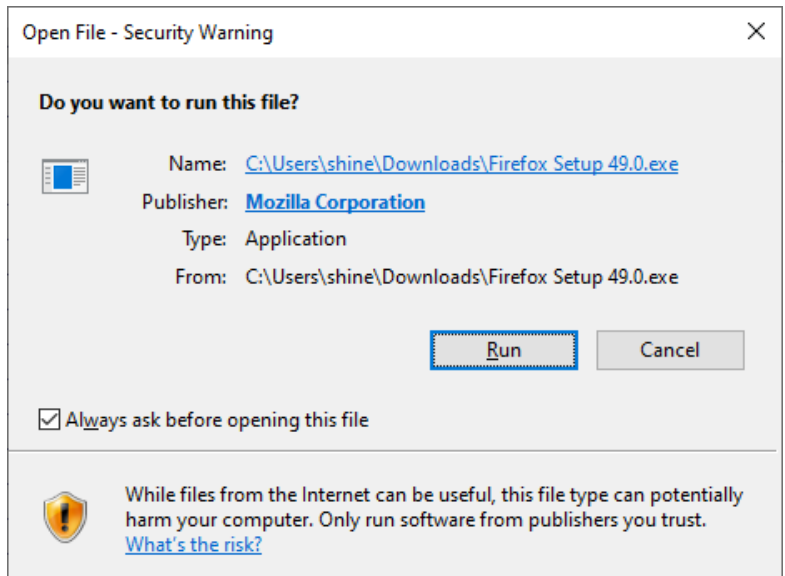 Open File - Security Warning
Do you want to run this file?
Name: C:\Users\shine\Downloads\Firefox Setup 49.0.exe
Publisher: Mozilla Corporation
Type: Application
From: C:\Users\shine\Downloads\Firefox Setup 49.0.exe
Run Cancel
Always ask before opening this file
While files from the Internet can be useful, this file type can potentially
harm your computer. Only run software from publishers you trust.
What's the risk?